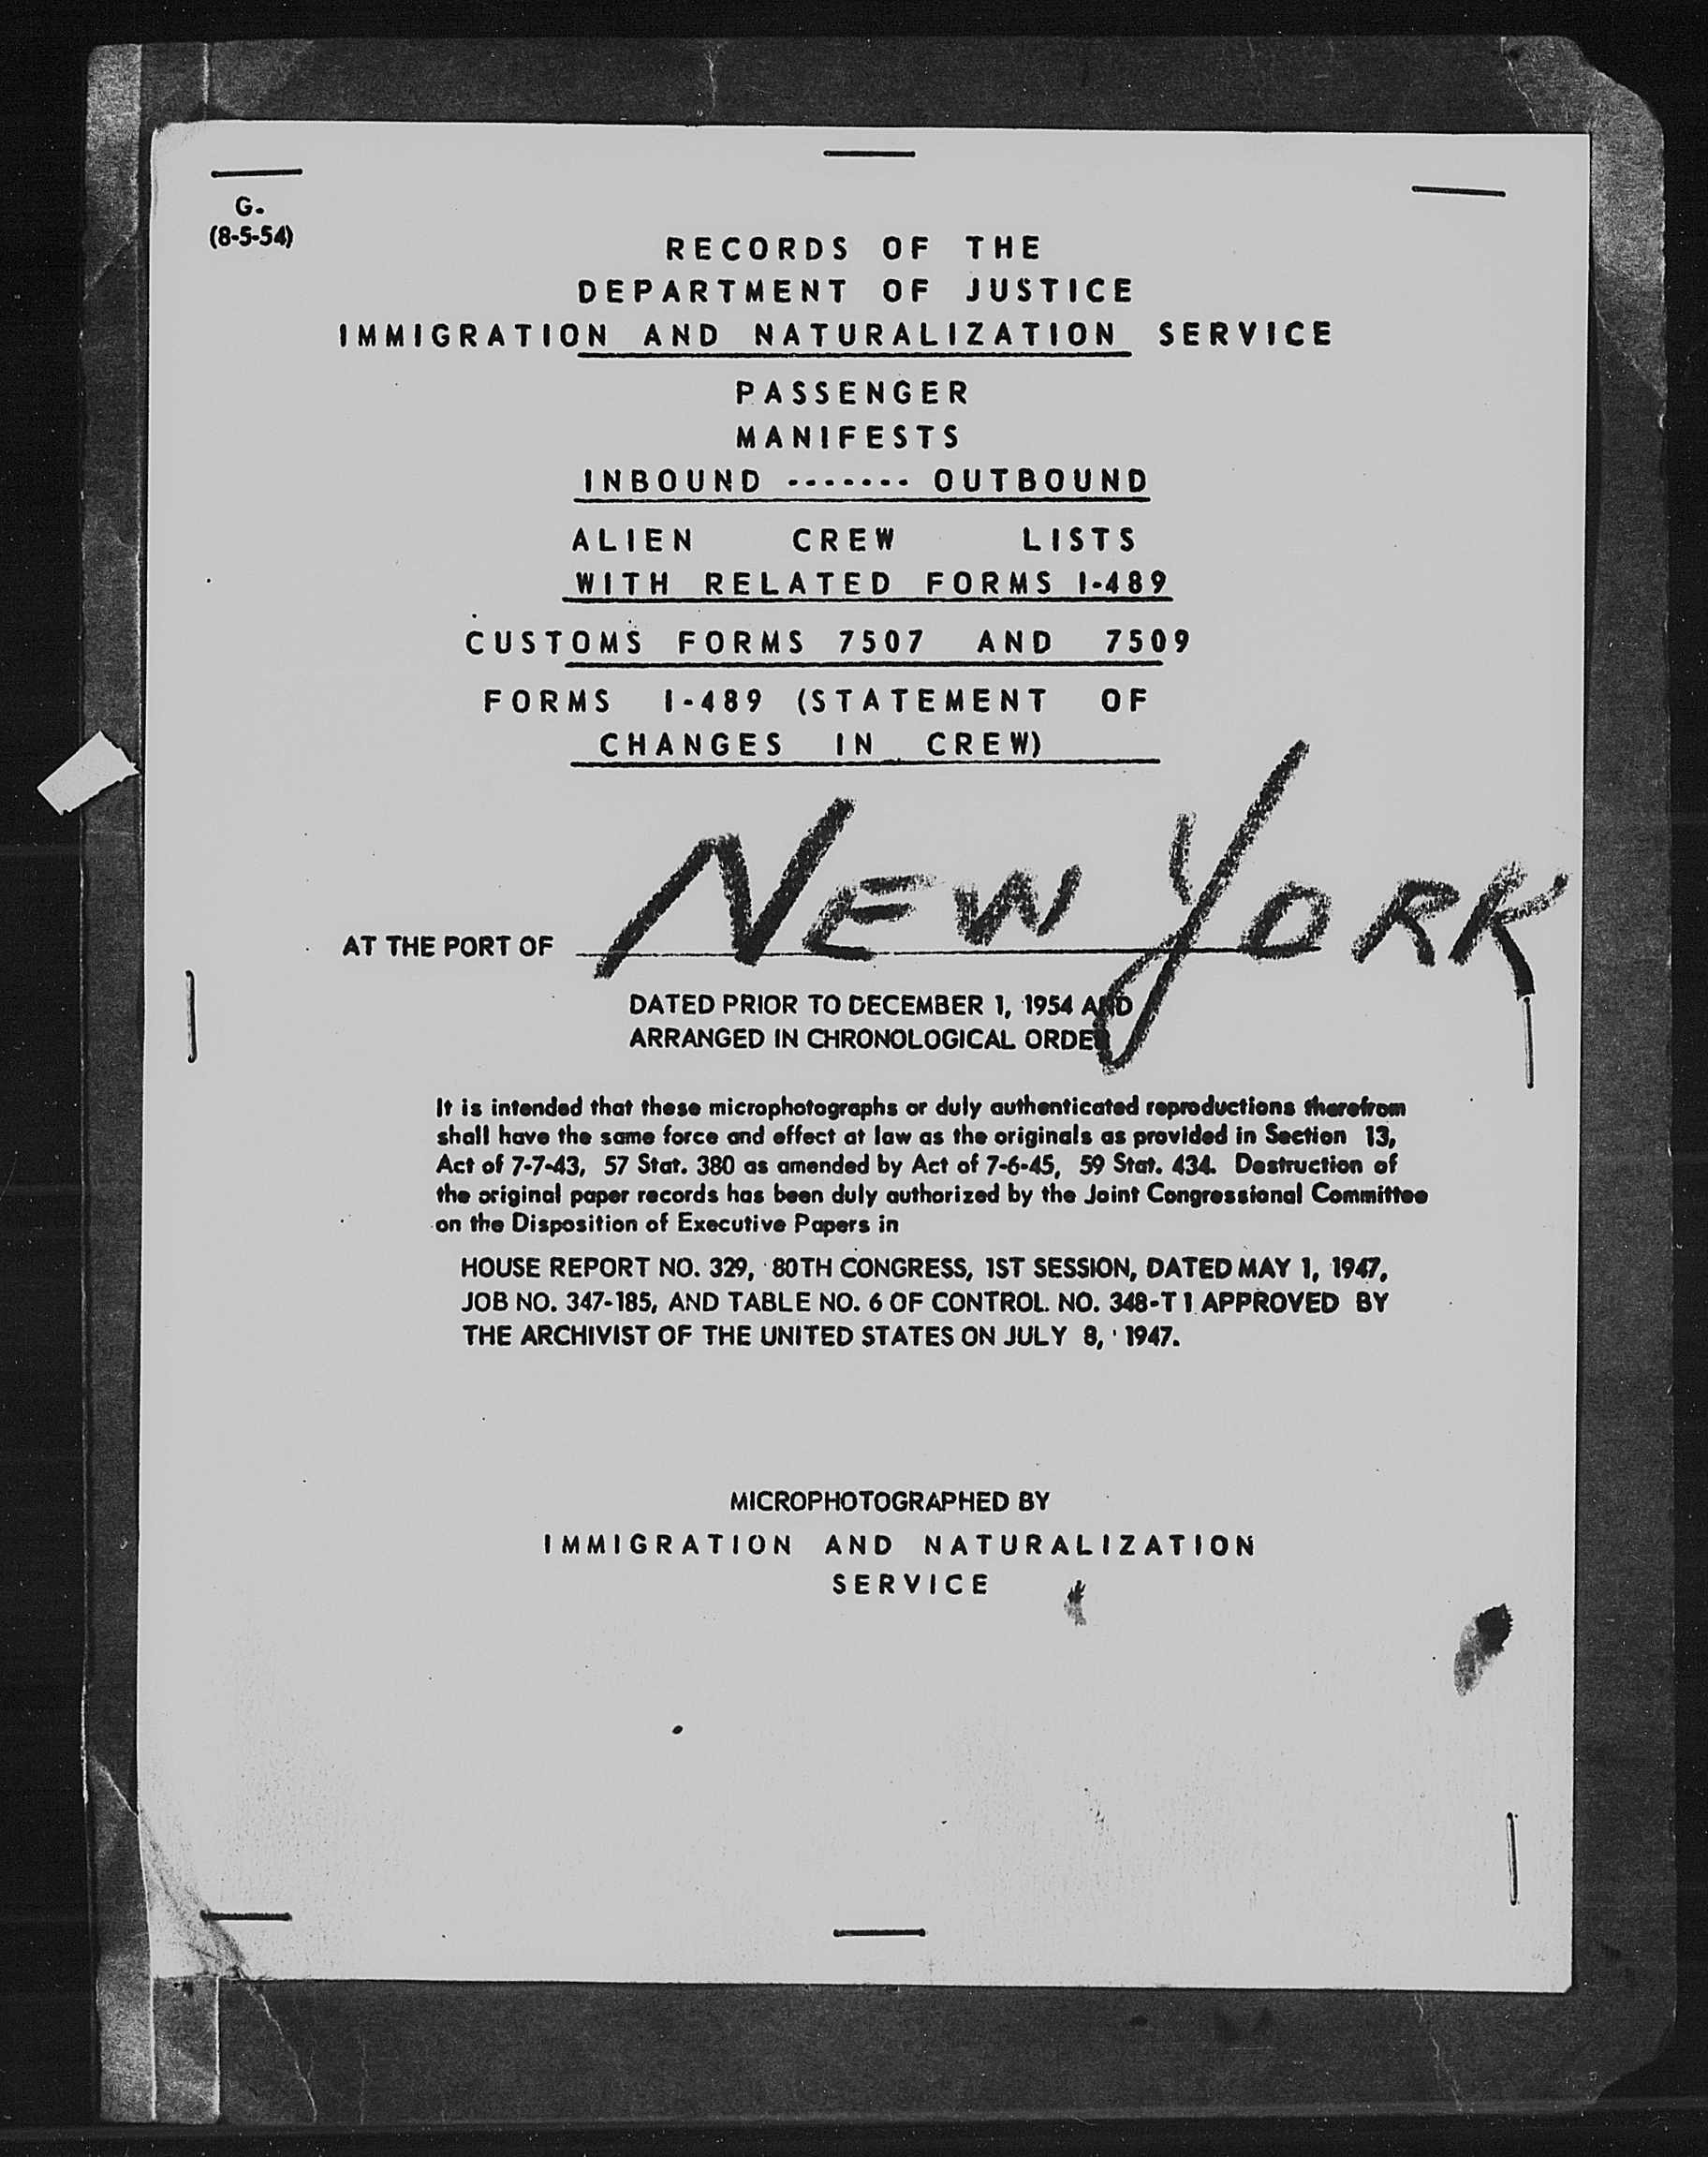 G.
(8-5-54)
RECORDS OF THE
DEPARTMENT OF JUSTICE
IMMIGRATION AND NATURALIZATION SERVICE
PASSENGER
MANIFESTS
INBOUND ------- OUTBOUND
ALIEN CREW LISTS
WITH RELATED FORMS I-489
CUSTOMS FORMS 7507 AND 7509
FORMS I-489 (STATEMENT OF
CHANGES IN CREW)
AT THE PORT OF NEW YORK
DATED PRIOR TO DECEMBER 1, 1954 AND
ARRANGED IN CHRONOLOGICAL ORDER
It is intended that these microphotographs or duly authenticated reproductions therefrom
shall have the same force and effect at law as the originals as provided in Section 13,
Act of 7-7-43, 57 Stat. 380 as amended by Act of 7-6-45, 59 Stat. 434. Destruction of
the original paper records has been duly authorized by the Joint Congressional Committee
on the Disposition of Executive Papers in
HOUSE REPORT NO. 329, 80TH CONGRESS, 1ST SESSION, DATED MAY 1, 1947,
JOB NO. 347-185, AND TABLE NO. 6 OF CONTROL NO. 348-T1 APPROVED BY
THE ARCHIVIST OF THE UNITED STATES ON JULY 8, 1947.
MICROPHOTOGRAPHED BY
IMMIGRATION AND NATURALIZATION
SERVICE